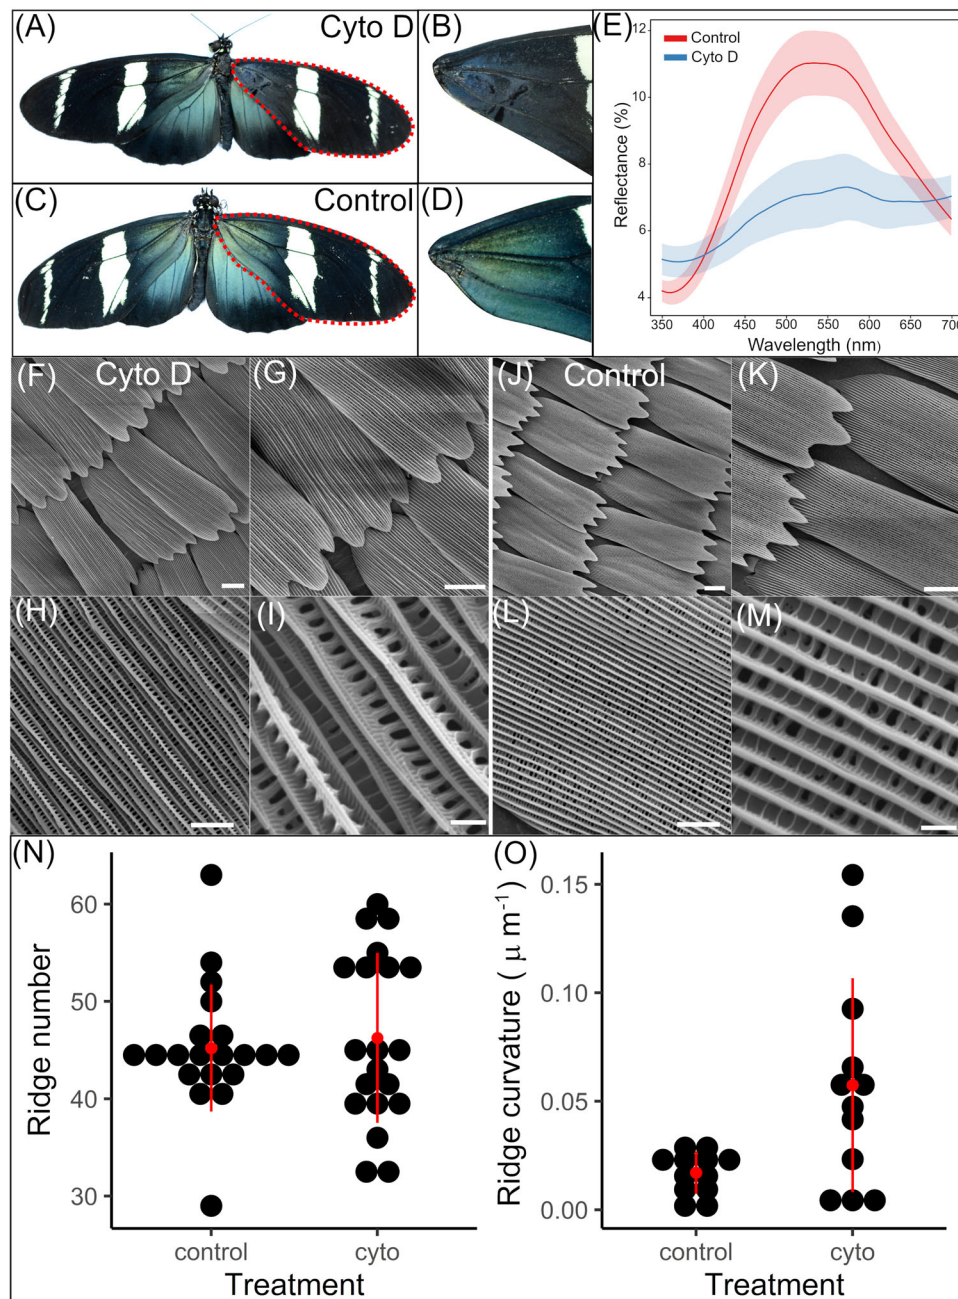 (A) Cyto D
(B)
(C) Control
(D)
(E)
Control
Cyto D
Reflectance (%)
12
10
8
6
4
350 400 450 500 550 600 650 700
Wavelength (nm)
(F) Cyto D
(G)
(H)
(I)
(J) Control
(K)
(L)
(M)
(N)
Ridge number
60
50
40
30
control cyto
Treatment
(O)
Ridge curvature ( μ m⁻¹)
0.15
0.10
0.05
0.00
control cyto
Treatment